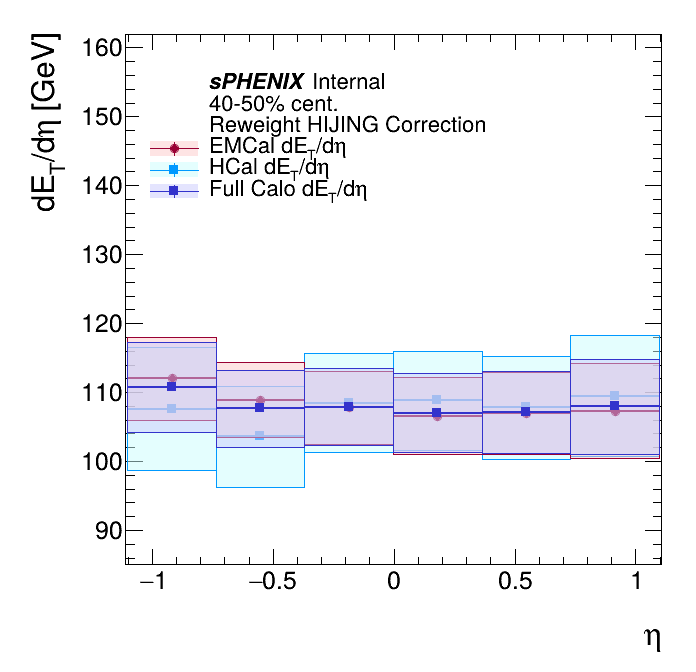 dE_T/dη [GeV]
160
150
140
130
120
110
100
90
sPHENIX Internal
40-50% cent.
Reweight HIJING Correction
EMCal dE_T/dη
HCal dE_T/dη
Full Calo dE_T/dη
−1 −0.5 0 0.5 1
η